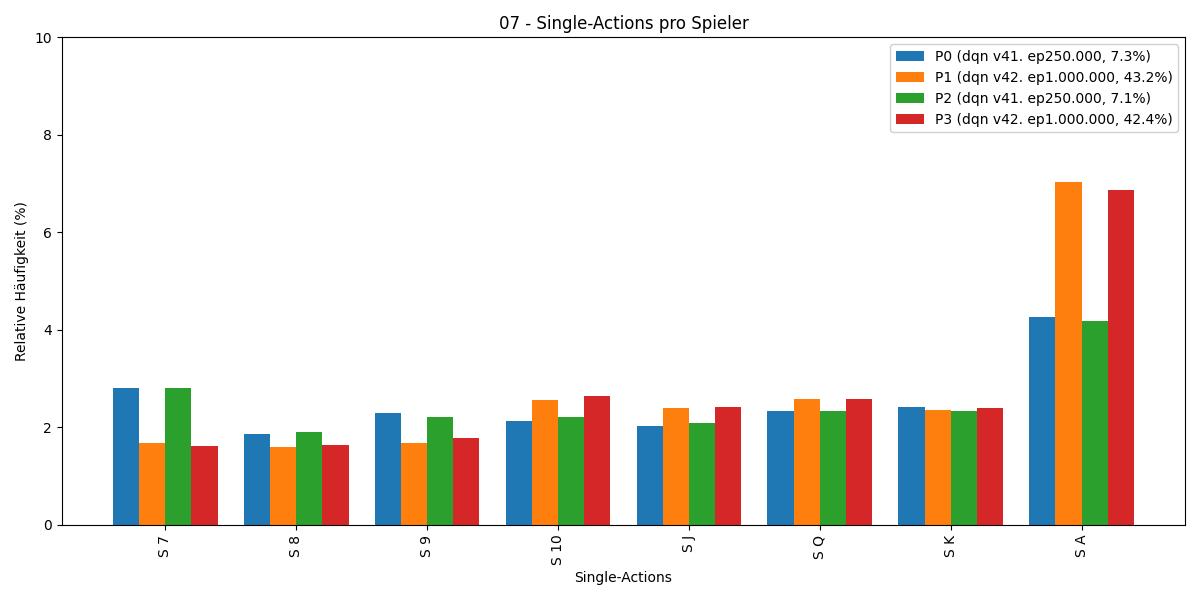 07 - Single-Actions pro Spieler
P0 (dqn v41. ep250.000, 7.3%)
P1 (dqn v42. ep1.000.000, 43.2%)
P2 (dqn v41. ep250.000, 7.1%)
P3 (dqn v42. ep1.000.000, 42.4%)
Relative Häufigkeit (%)
10
8
6
4
2
0
S 7
S 8
S 9
S 10
S J
S Q
S K
S A
Single-Actions